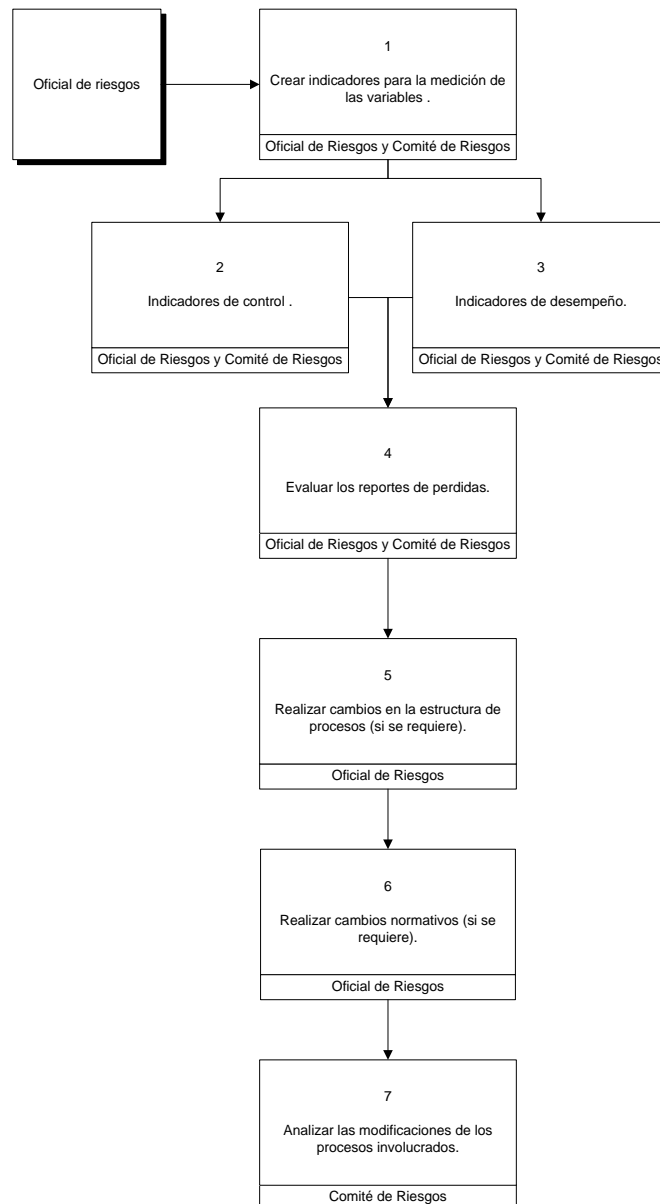 Oficial de riesgos
1
Crear indicadores para la medición de
las variables .
Oficial de Riesgos y Comité de Riesgos
2
Indicadores de control .
Oficial de Riesgos y Comité de Riesgos
3
Indicadores de desempeño.
Oficial de Riesgos y Comité de Riesgos
4
Evaluar los reportes de perdidas.
Oficial de Riesgos y Comité de Riesgos
5
Realizar cambios en la estructura de
procesos (si se requiere).
Oficial de Riesgos
6
Realizar cambios normativos (si se
requiere).
Oficial de Riesgos
7
Analizar las modificaciones de los
procesos involucrados.
Comité de Riesgos